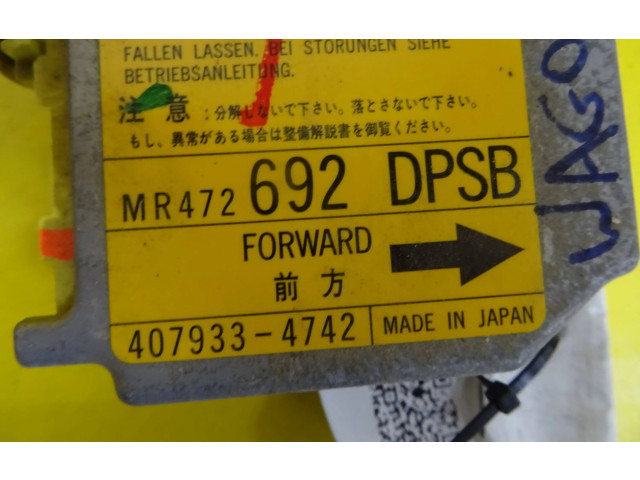 FALLEN LASSEN. BEI STÖRUNGEN SIEHE
BETRIEBSANLEITUNG.
注意:分解しないで下さい。落とさないで下さい。
もし、異常がある場合は整備解説書を御覧ください。
MR472 692 DPSB
FORWARD
前方
407933-4742 MADE IN JAPAN
WAGO